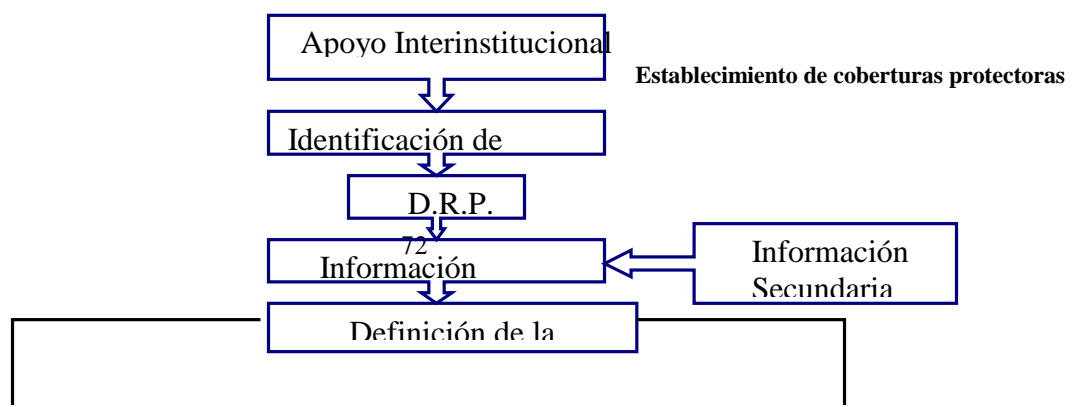 Apoyo Interinstitucional
Establecimiento de coberturas protectoras
Identificación de
D.R.P.
72
Información
Información
Secundaria
Definición de la